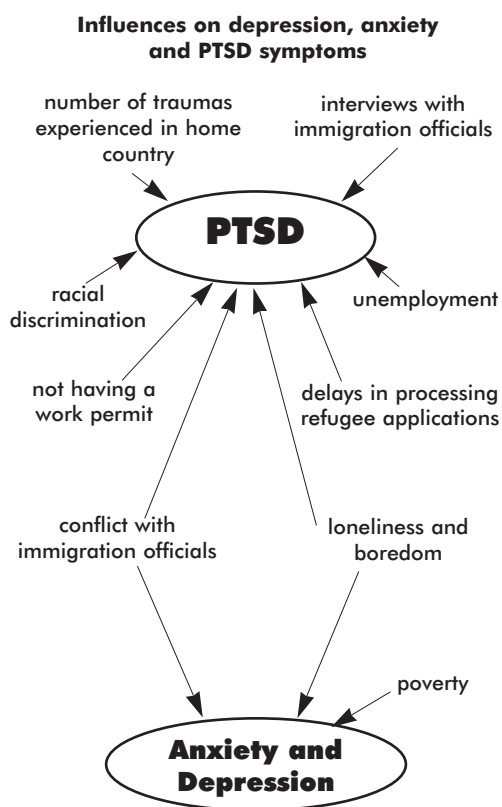 Influences on depression, anxiety
and PTSD symptoms
number of traumas
experienced in home
country
interviews with
immigration officials
PTSD
racial
discrimination
unemployment
not having a
work permit
delays in processing
refugee applications
conflict with
immigration officials
loneliness and
boredom
poverty
Anxiety and
Depression